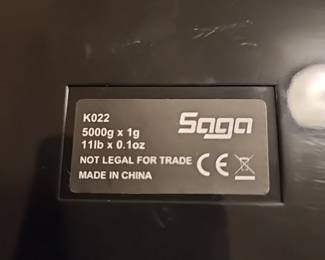 K022
Saga
5000g x 1g
11lb x 0.1oz
NOT LEGAL FOR TRADE CE
MADE IN CHINA